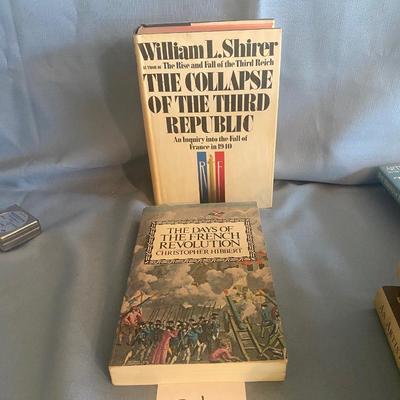 William L. Shirer
AUTHOR OF The Rise and Fall of the Third Reich
THE COLLAPSE
OF THE THIRD
REPUBLIC
An Inquiry into the Fall of
France in 1940
R F
THE DAYS OF
THE FRENCH
REVOLUTION
CHRISTOPHER HIBBERT